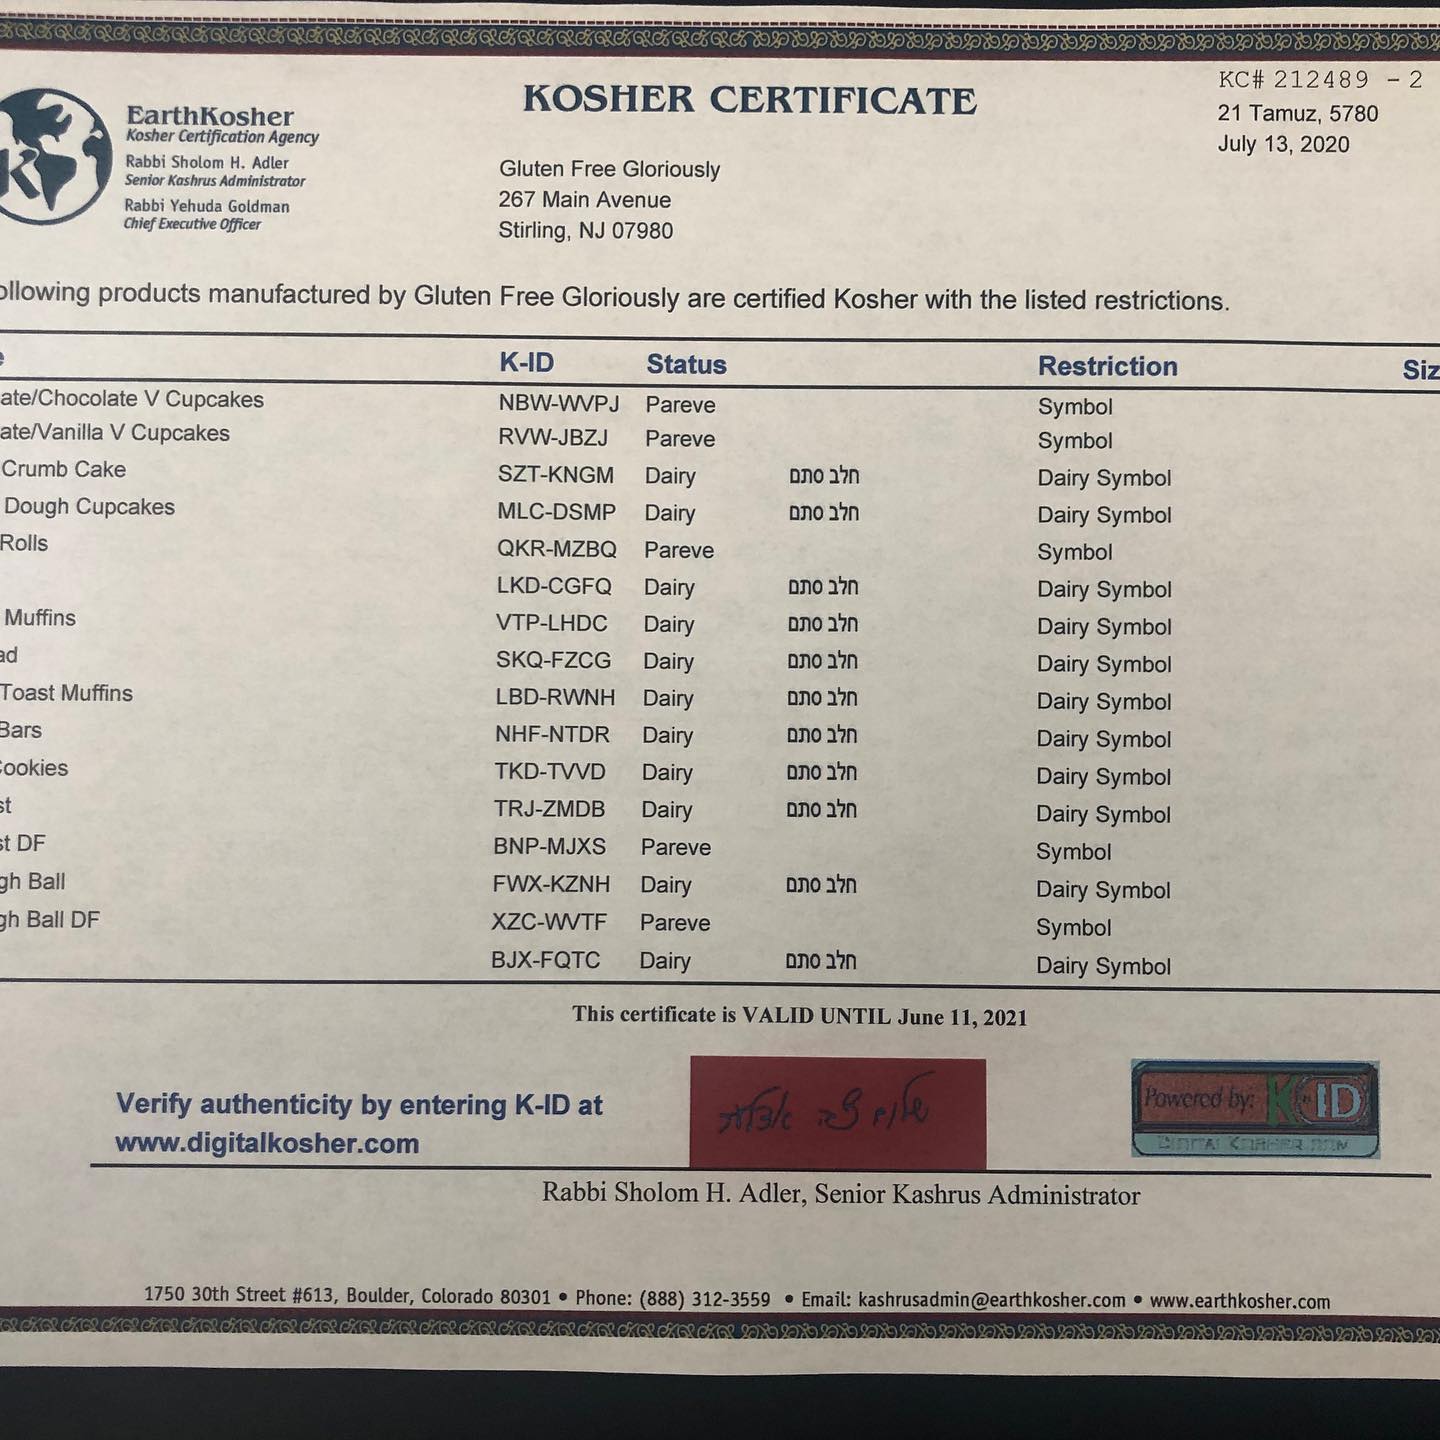 EarthKosher
Kosher Certification Agency
Rabbi Sholom H. Adler
Senior Kashrus Administrator
Rabbi Yehuda Goldman
Chief Executive Officer
KOSHER CERTIFICATE
Gluten Free Gloriously
267 Main Avenue
Stirling, NJ 07980
KC# 212489 - 2
21 Tamuz, 5780
July 13, 2020
ollowing products manufactured by Gluten Free Gloriously are certified Kosher with the listed restrictions.
e K-ID Status Restriction Siz
ate/Chocolate V Cupcakes NBW-WVPJ Pareve Symbol
ate/Vanilla V Cupcakes RVW-JBZJ Pareve Symbol
Crumb Cake SZT-KNGM Dairy חלב סתם Dairy Symbol
Dough Cupcakes MLC-DSMP Dairy חלב סתם Dairy Symbol
Rolls QKR-MZBQ Pareve Symbol
LKD-CGFQ Dairy חלב סתם Dairy Symbol
Muffins VTP-LHDC Dairy חלב סתם Dairy Symbol
ad SKQ-FZCG Dairy חלב סתם Dairy Symbol
Toast Muffins LBD-RWNH Dairy חלב סתם Dairy Symbol
Bars NHF-NTDR Dairy חלב סתם Dairy Symbol
Cookies TKD-TVVD Dairy חלב סתם Dairy Symbol
st TRJ-ZMDB Dairy חלב סתם Dairy Symbol
st DF BNP-MJXS Pareve Symbol
gh Ball FWX-KZNH Dairy חלב סתם Dairy Symbol
gh Ball DF XZC-WVTF Pareve Symbol
BJX-FQTC Dairy חלב סתם Dairy Symbol
This certificate is VALID UNTIL June 11, 2021
Verify authenticity by entering K-ID at
www.digitalkosher.com
Powered by: K-ID
DIGITAL KOSHER.COM
Rabbi Sholom H. Adler, Senior Kashrus Administrator
1750 30th Street #613, Boulder, Colorado 80301 • Phone: (888) 312-3559 • Email: kashrusadmin@earthkosher.com • www.earthkosher.com